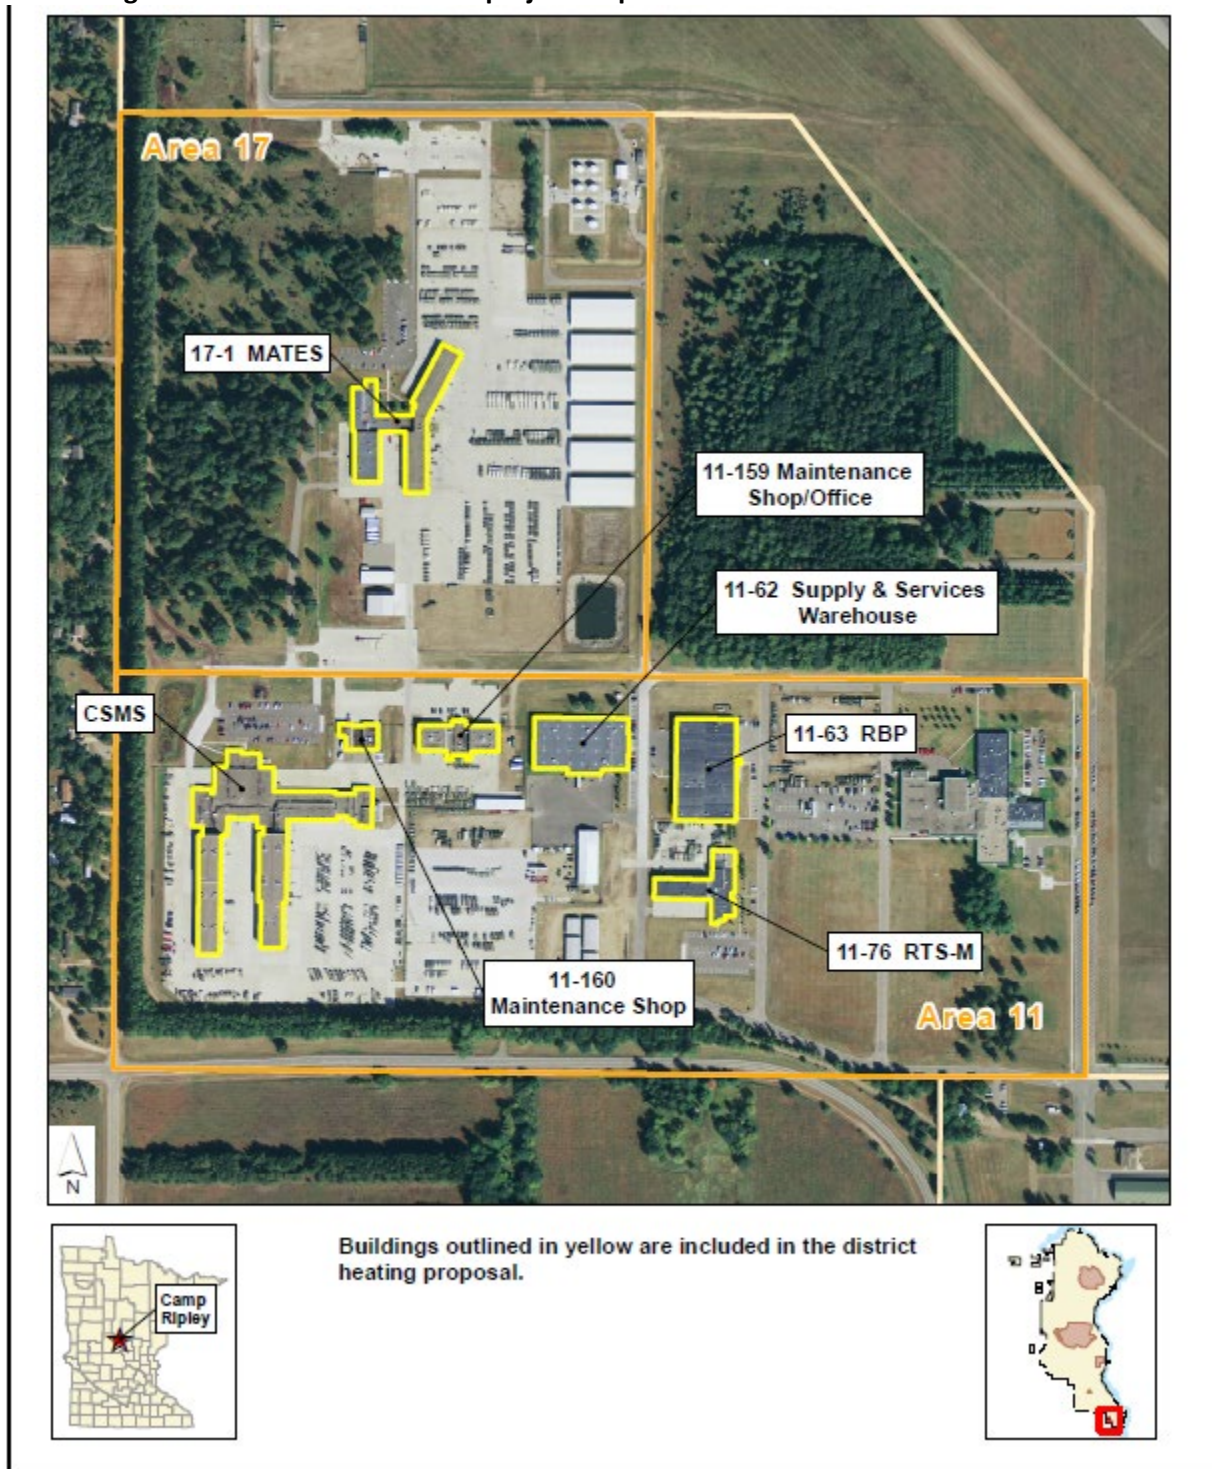 Area 17
17-1 MATES
11-159 Maintenance
Shop/Office
11-62 Supply & Services
Warehouse
CSMS
11-63 RBP
11-76 RTS-M
11-160
Maintenance Shop
Area 11
N
Buildings outlined in yellow are included in the district
heating proposal.
Camp
Ripley